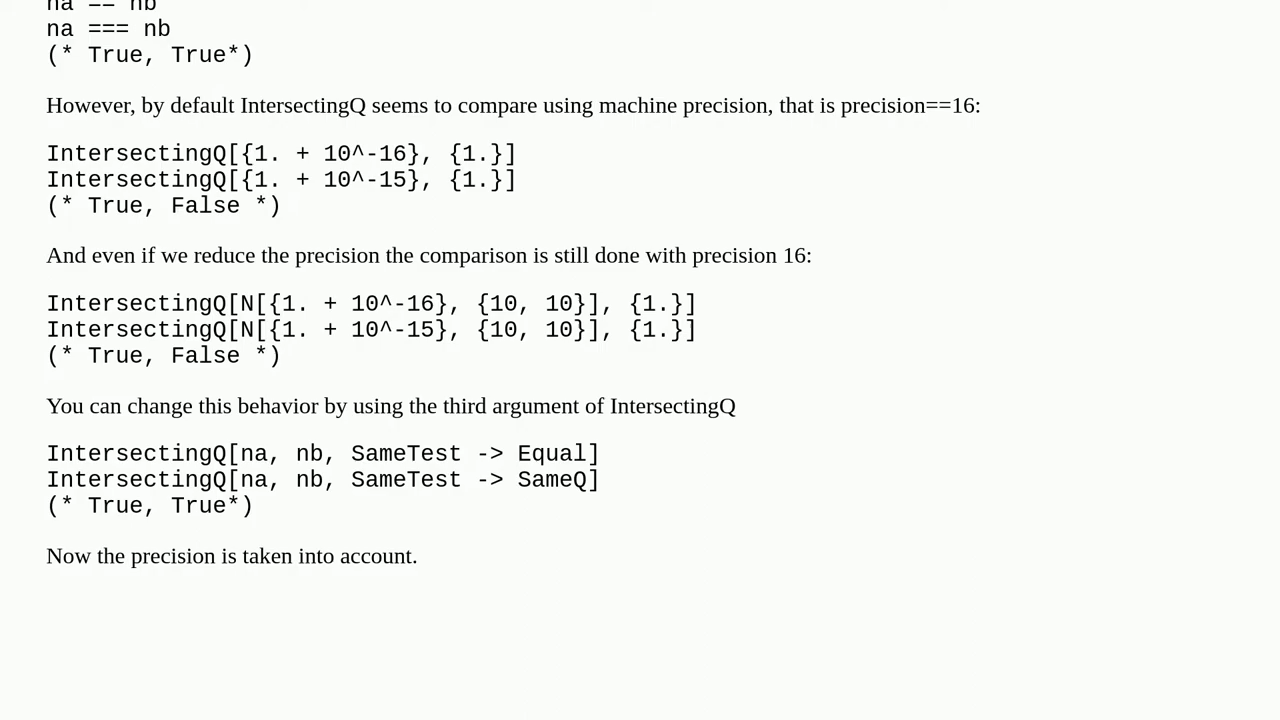 na == nb
na === nb
(* True, True*)
However, by default IntersectingQ seems to compare using machine precision, that is precision==16:
IntersectingQ[{1. + 10^-16}, {1.}]
IntersectingQ[{1. + 10^-15}, {1.}]
(* True, False *)
And even if we reduce the precision the comparison is still done with precision 16:
IntersectingQ[N[{1. + 10^-16}, {10, 10}], {1.}]
IntersectingQ[N[{1. + 10^-15}, {10, 10}], {1.}]
(* True, False *)
You can change this behavior by using the third argument of IntersectingQ
IntersectingQ[na, nb, SameTest -> Equal]
IntersectingQ[na, nb, SameTest -> SameQ]
(* True, True*)
Now the precision is taken into account.